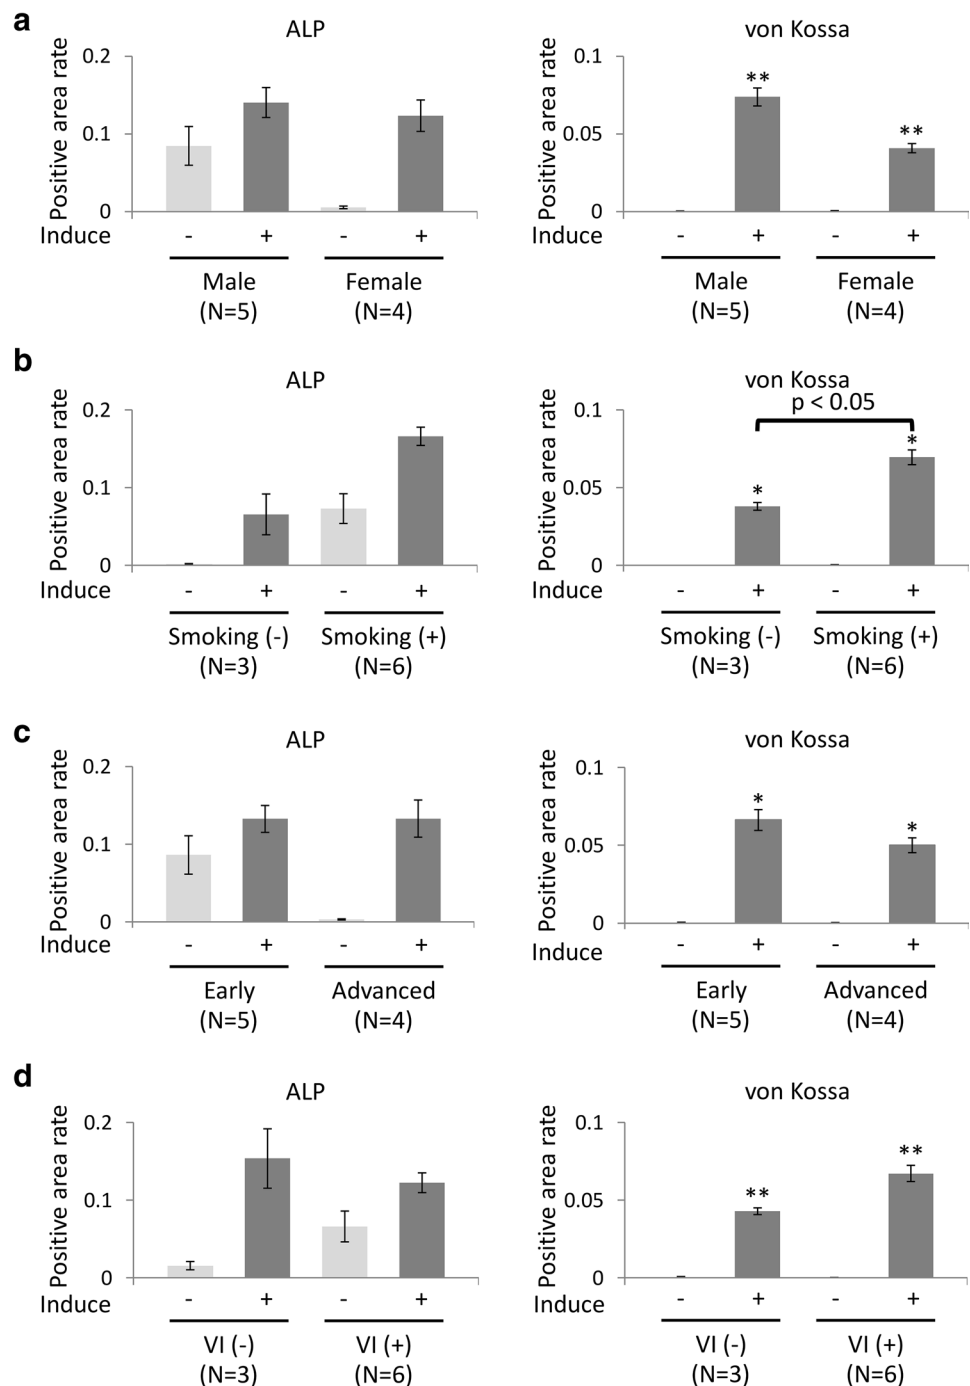 a
ALP
Positive area rate
0.2
0.1
0
Induce - + - +
Male Female
(N=5) (N=4)
von Kossa
Positive area rate
0.1
0.05
0
** **
- + - +
Male Female
(N=5) (N=4)
b
ALP
Positive area rate
0.2
0.1
0
Induce - + - +
Smoking (-) Smoking (+)
(N=3) (N=6)
von Kossa
p < 0.05
Positive area rate
0.1
0.05
0
* *
Induce - + - +
Smoking (-) Smoking (+)
(N=3) (N=6)
c
ALP
Positive area rate
0.2
0.1
0
Induce - + - +
Early Advanced
(N=5) (N=4)
von Kossa
Positive area rate
0.1
0.05
0
* *
Induce - + - +
Early Advanced
(N=5) (N=4)
d
ALP
Positive area rate
0.2
0.1
0
Induce - + - +
VI (-) VI (+)
(N=3) (N=6)
von Kossa
Positive area rate
0.1
0.05
0
** **
Induce - + - +
VI (-) VI (+)
(N=3) (N=6)